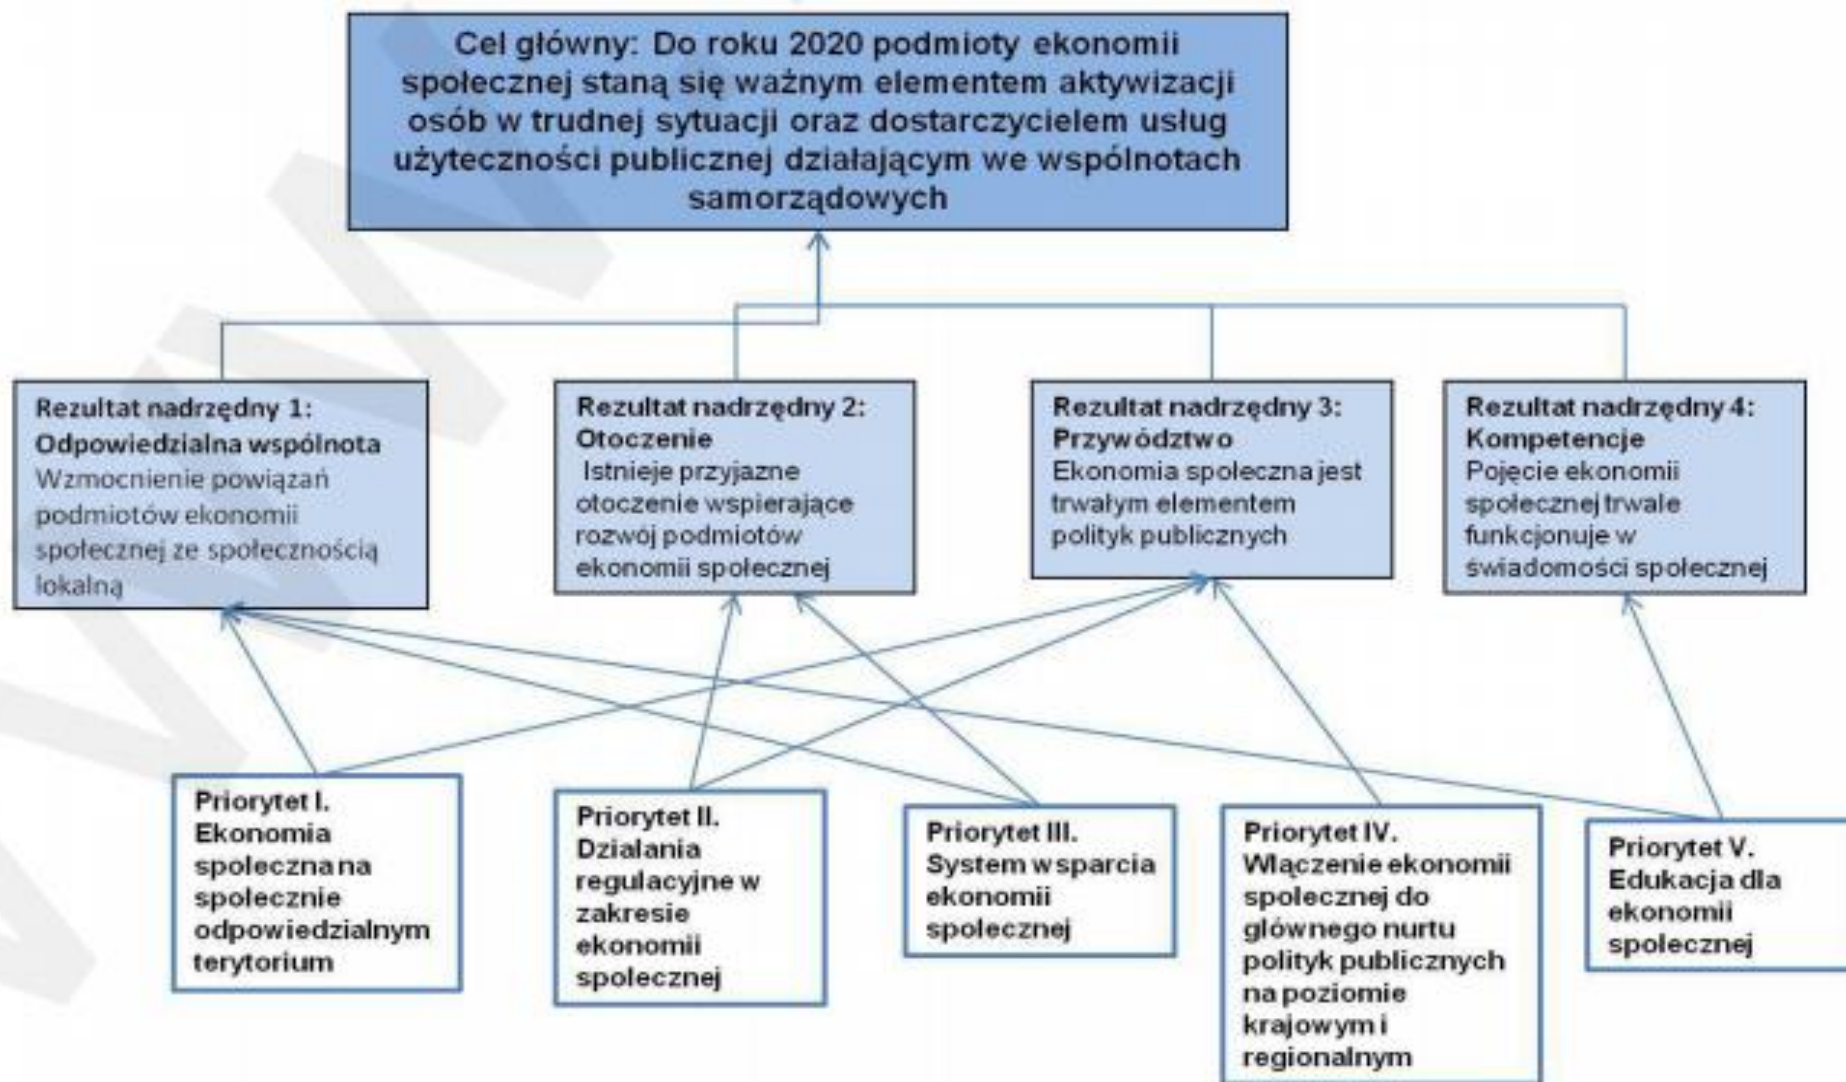 Cel główny: Do roku 2020 podmioty ekonomii
społecznej staną się ważnym elementem aktywizacji
osób w trudnej sytuacji oraz dostarczycielem usług
użyteczności publicznej działającym we wspólnotach
samorządowych
Rezultat nadrzędny 1:
Odpowiedzialna wspólnota
Wzmocnienie powiązań
podmiotów ekonomii
społecznej ze społecznością
lokalną
Rezultat nadrzędny 2:
Otoczenie
Istnieje przyjazne
otoczenie wspierające
rozwój podmiotów
ekonomii społecznej
Rezultat nadrzędny 3:
Przywództwo
Ekonomia społeczna jest
trwałym elementem
polityk publicznych
Rezultat nadrzędny 4:
Kompetencje
Pojęcie ekonomii
społecznej trwale
funkcjonuje w
świadomości społecznej
Priorytet I.
Ekonomia
społeczna na
społecznie
odpowiedzialnym
terytorium
Priorytet II.
Działania
regulacyjne w
zakresie
ekonomii
społecznej
Priorytet III.
System wsparcia
ekonomii
społecznej
Priorytet IV.
Włączenie ekonomii
społecznej do
głównego nurtu
polityk publicznych
na poziomie
krajowym i
regionalnym
Priorytet V.
Edukacja dla
ekonomii
społecznej